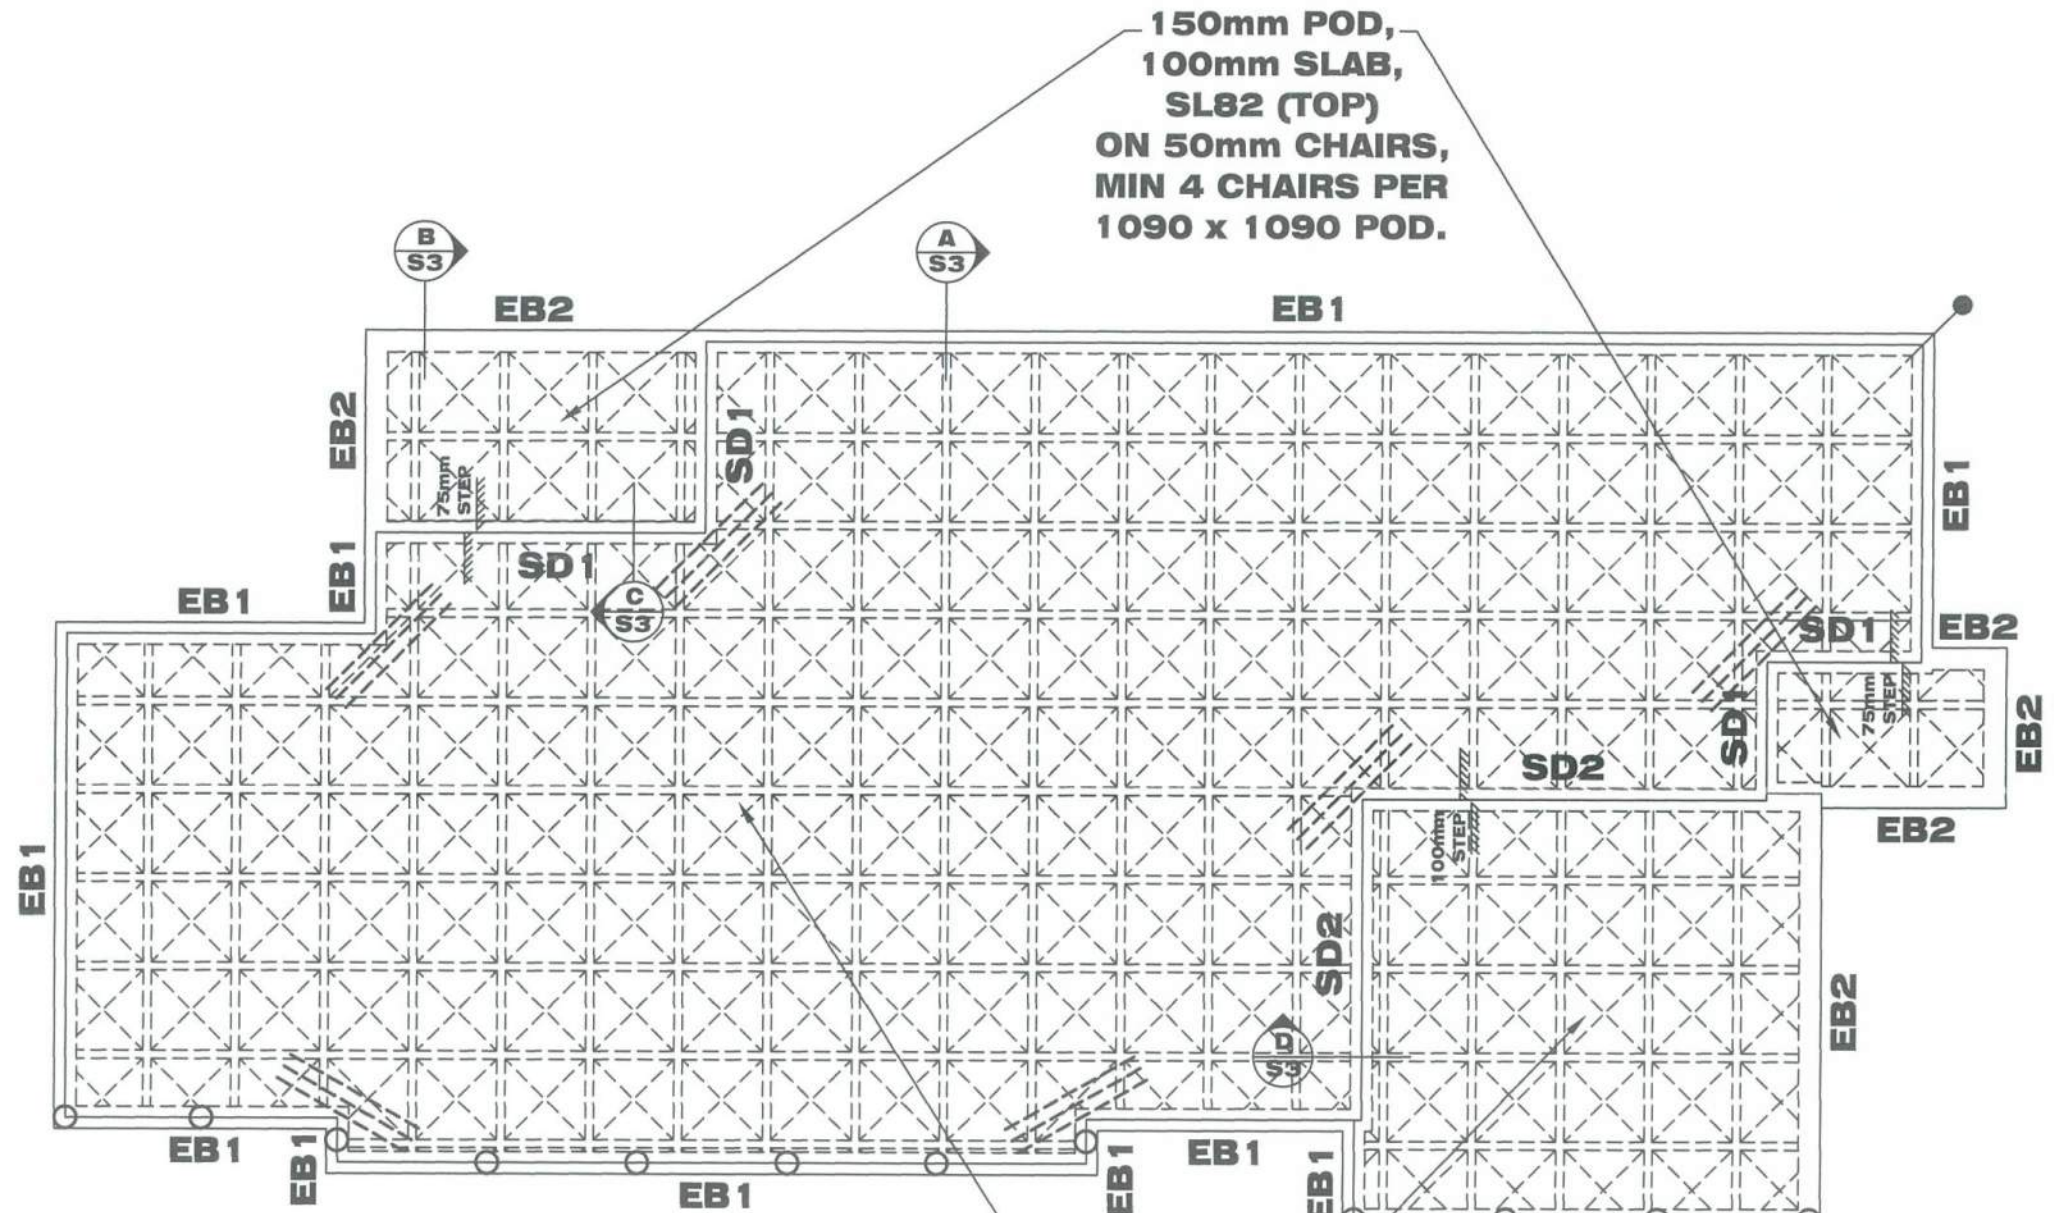 150mm POD,
100mm SLAB,
SL82 (TOP)
ON 50mm CHAIRS,
MIN 4 CHAIRS PER
1090 x 1090 POD.
B
S3
A
S3
EB2
EB1
EB2
SD1
75mm
STEP
EB1
EB1
SD1
EB1
C
S3
SD1
EB2
75mm
STEP
SD1
EB2
SD2
EB2
100mm
STEP
EB1
SD2
EB2
D
S3
EB1
EB1
EB1
EB1
EB1
EB1